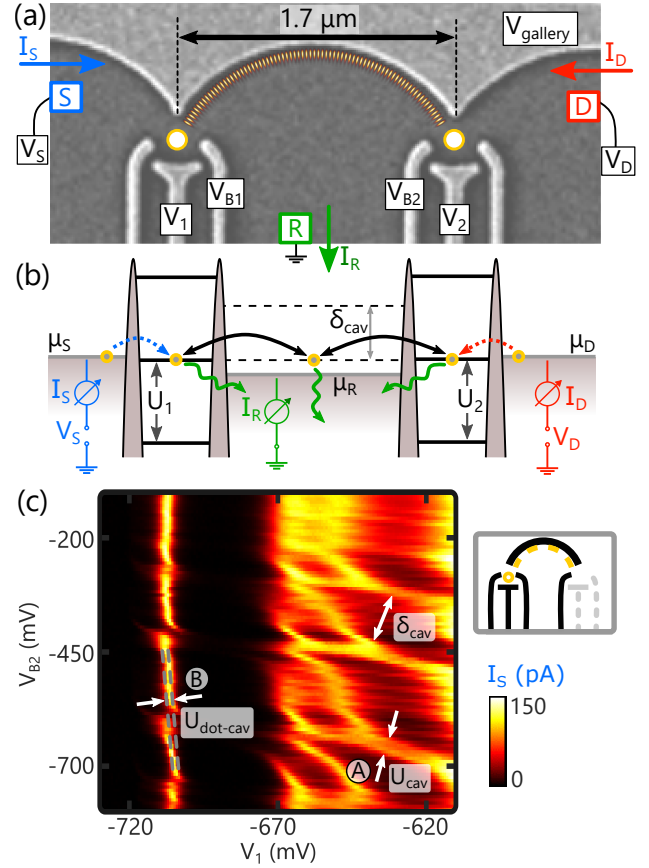 (a)
1.7 μm
V_gallery
I_S
I_D
S
D
V_S
V_D
V_1
V_B1
V_B2
V_2
R
I_R
(b)
δ_cav
μ_S
μ_D
μ_R
I_S
U_1
I_R
U_2
I_D
V_S
V_D
(c)
-200
-450
-700
V_B2 (mV)
δ_cav
B
U_dot-cav
A
U_cav
-720
-670
-620
V_1 (mV)
I_S (pA)
150
0